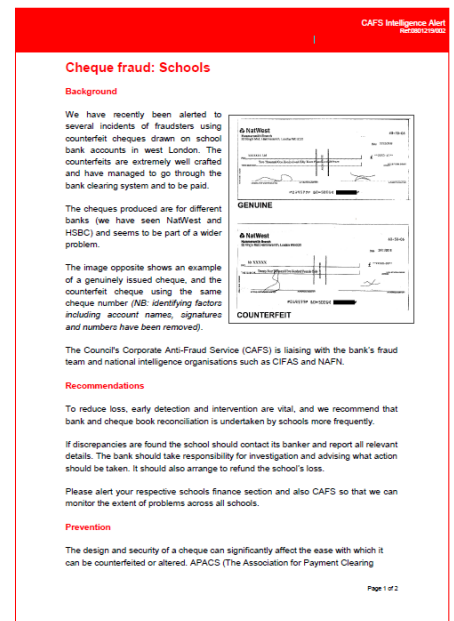 CAFS Intelligence Alert
Ref:0801219/002
Cheque fraud: Schools
Background
We have recently been alerted to
several incidents of fraudsters using
counterfeit cheques drawn on school
bank accounts in west London. The
counterfeits are extremely well crafted
and have managed to go through the
bank clearing system and to be paid.
The cheques produced are for different
banks (we have seen NatWest and
HSBC) and seems to be part of a wider
problem.
The image opposite shows an example
of a genuinely issued cheque, and the
counterfeit cheque using the same
cheque number (NB: identifying factors
including account names, signatures
and numbers have been removed).
NatWest
GENUINE
NatWest
COUNTERFEIT
The Council's Corporate Anti-Fraud Service (CAFS) is liaising with the bank's fraud
team and national intelligence organisations such as CIFAS and NAFN.
Recommendations
To reduce loss, early detection and intervention are vital, and we recommend that
bank and cheque book reconciliation is undertaken by schools more frequently.
If discrepancies are found the school should contact its banker and report all relevant
details. The bank should take responsibility for investigation and advising what action
should be taken. It should also arrange to refund the school's loss.
Please alert your respective schools finance section and also CAFS so that we can
monitor the extent of problems across all schools.
Prevention
The design and security of a cheque can significantly affect the ease with which it
can be counterfeited or altered. APACS (The Association for Payment Clearing
Page 1 of 2